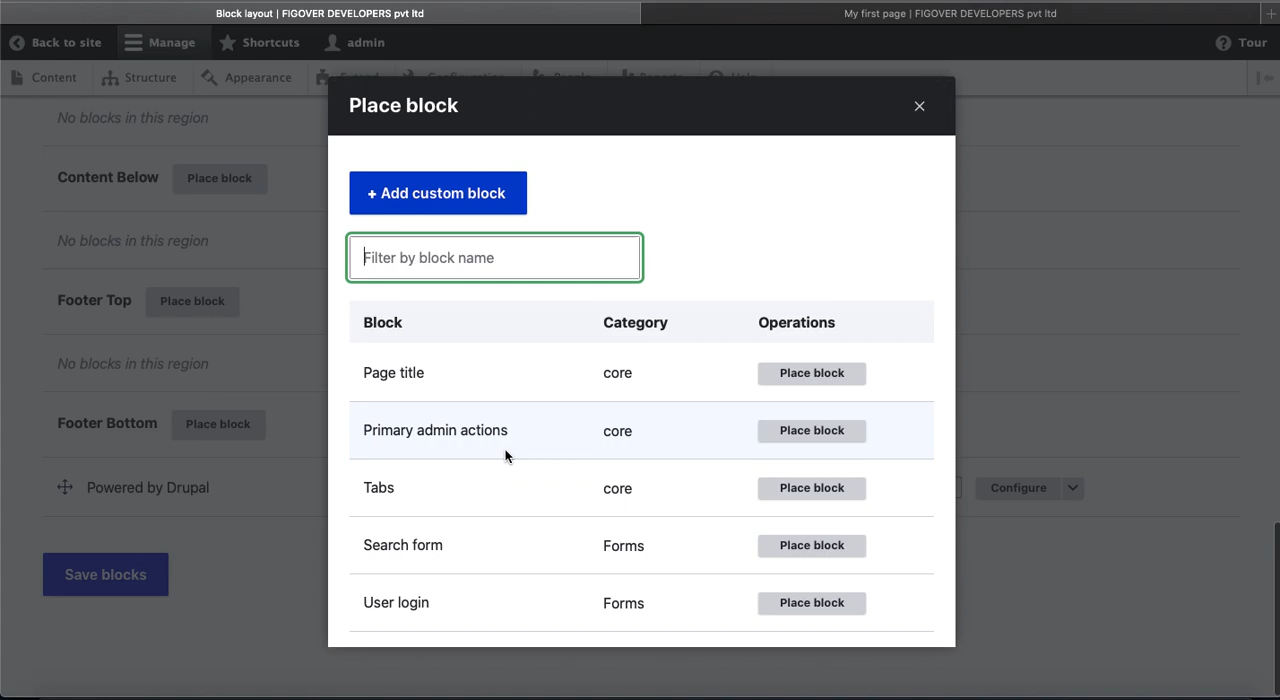 Block layout | FIGOVER DEVELOPERS pvt ltd
My first page | FIGOVER DEVELOPERS pvt ltd
Back to site
Manage
Shortcuts
admin
Tour
Content
Structure
Appearance
Place block
No blocks in this region
+ Add custom block
Content Below
Place block
No blocks in this region
Filter by block name
Footer Top
Place block
Block
Category
Operations
No blocks in this region
Page title
core
Place block
Footer Bottom
Place block
Primary admin actions
core
Place block
Powered by Drupal
Tabs
core
Place block
Configure
Search form
Forms
Place block
Save blocks
User login
Forms
Place block